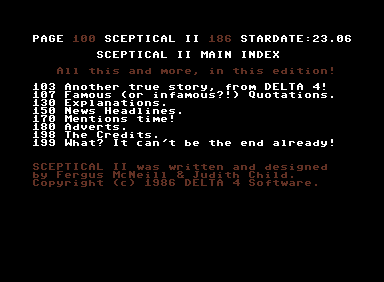 PAGE 100 SCEPTICAL II 186 STARDATE:23.06
SCEPTICAL II MAIN INDEX
All this and more, in this edition!
103 Another true story, from DELTA 4!
107 Famous (or infamous?!) Quotations.
130 Explanations.
150 News Headlines.
170 Mentions time!
180 Adverts.
198 The Credits.
199 What? It can't be the end already!
SCEPTICAL II was written and designed
by Fergus McNeill & Judith Child.
Copyright (c) 1986 DELTA 4 Software.